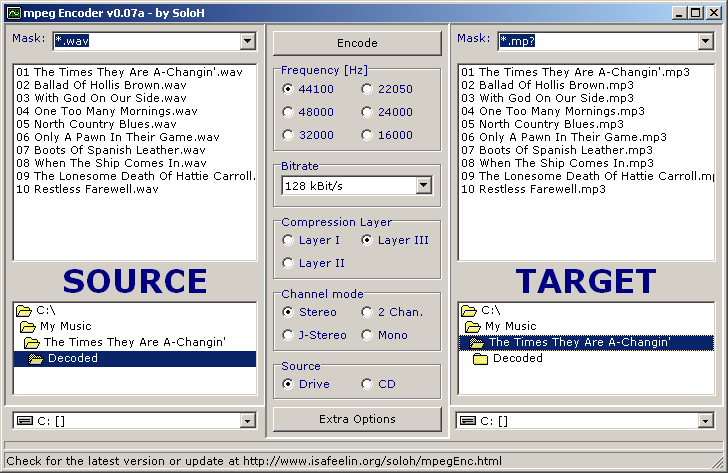 mpeg Encoder v0.07a - by SoloH
Mask: *.wav
01 The Times They Are A-Changin'.wav
02 Ballad Of Hollis Brown.wav
03 With God On Our Side.wav
04 One Too Many Mornings.wav
05 North Country Blues.wav
06 Only A Pawn In Their Game.wav
07 Boots Of Spanish Leather.wav
08 When The Ship Comes In.wav
09 The Lonesome Death Of Hattie Carroll.
10 Restless Farewell.wav
SOURCE
C:\
My Music
The Times They Are A-Changin'
Decoded
C: []
Encode
Frequency [Hz]
44100 22050
48000 24000
32000 16000
Bitrate
128 kBit/s
Compression Layer
Layer I Layer III
Layer II
Channel mode
Stereo 2 Chan.
J-Stereo Mono
Source
Drive CD
Extra Options
Mask: *.mp?
01 The Times They Are A-Changin'.mp3
02 Ballad Of Hollis Brown.mp3
03 With God On Our Side.mp3
04 One Too Many Mornings.mp3
05 North Country Blues.mp3
06 Only A Pawn In Their Game.mp3
07 Boots Of Spanish Leather.mp3
08 When The Ship Comes In.mp3
09 The Lonesome Death Of Hattie Carroll.mp3
10 Restless Farewell.mp3
TARGET
C:\
My Music
The Times They Are A-Changin'
Decoded
C: []
Check for the latest version or update at http://www.isafeelin.org/soloh/mpegEnc.html